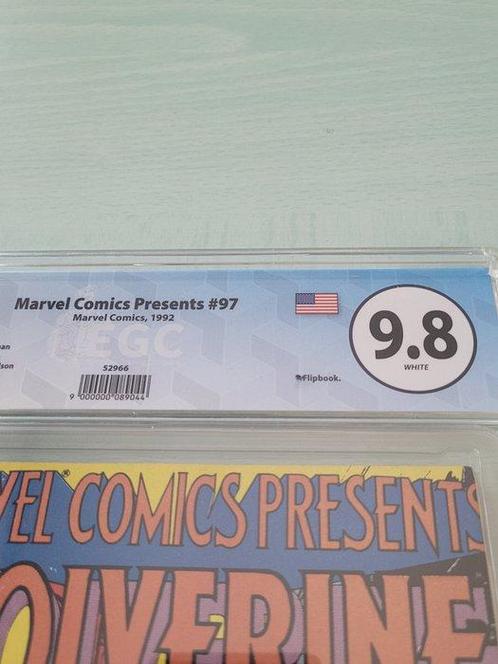 Marvel Comics Presents #97
Marvel Comics, 1992
EGC
52966
9 000000 089044
Flipbook.
9.8
WHITE
VEL COMICS PRESENTS
OLVERINE